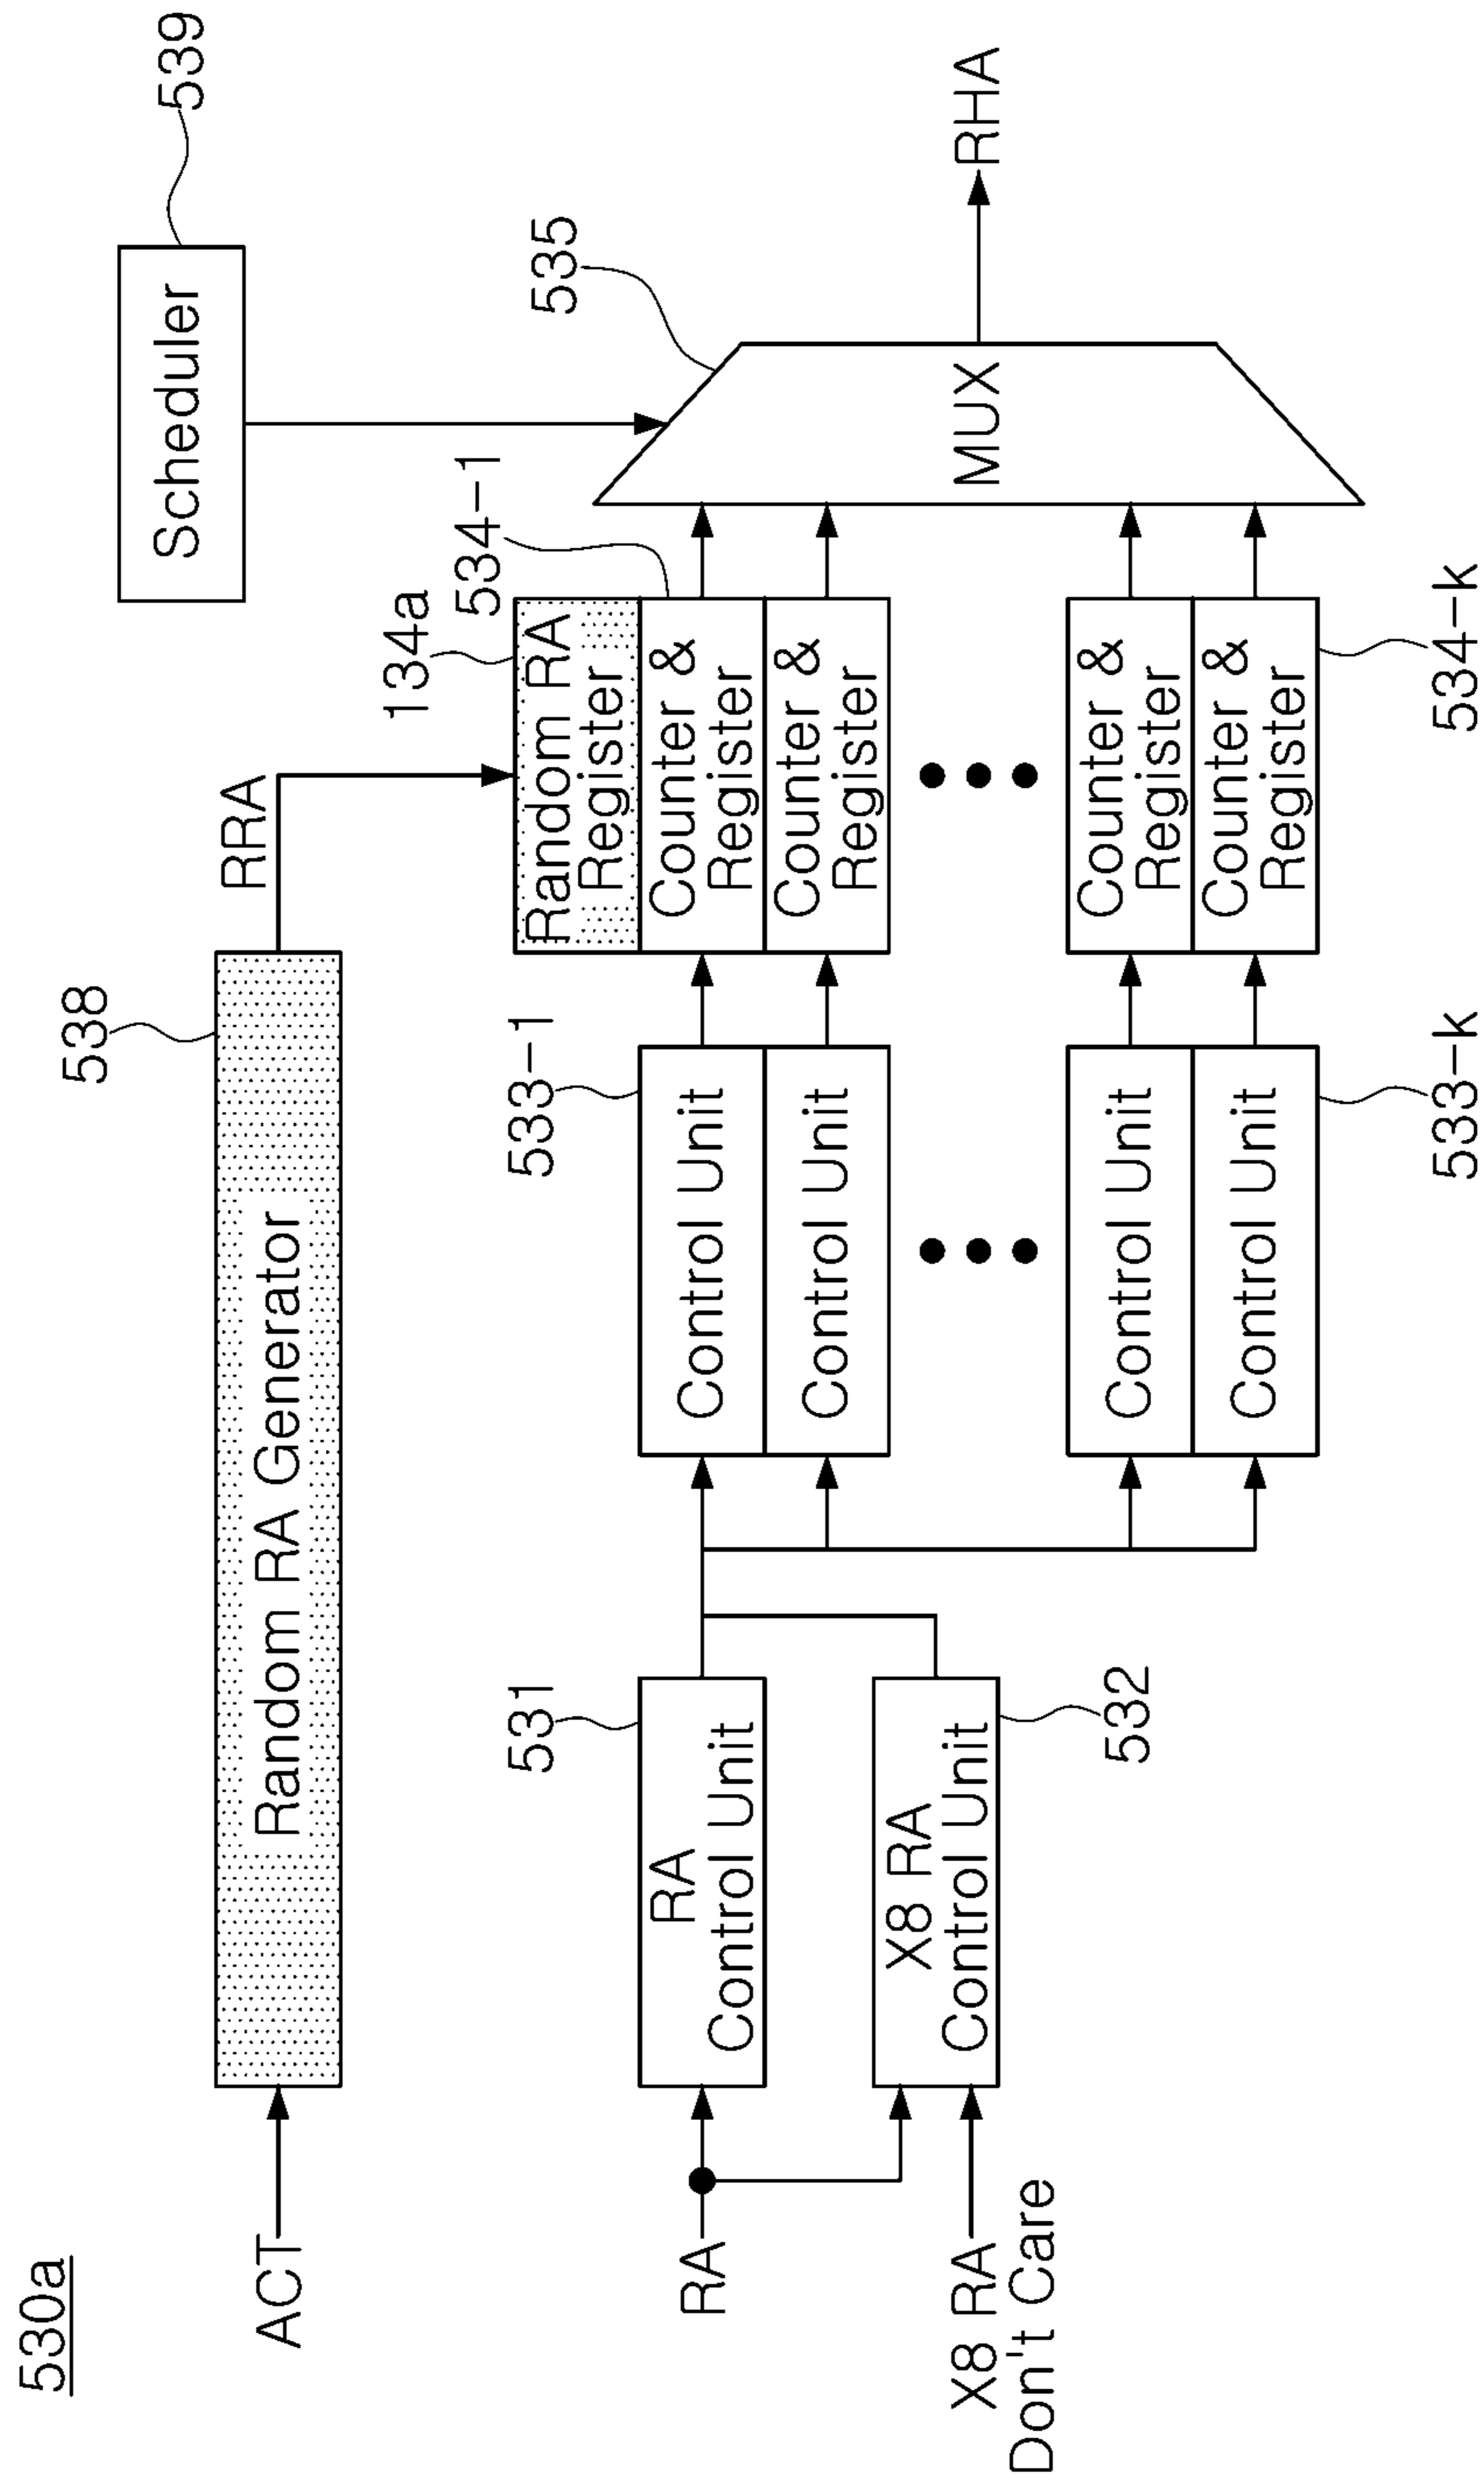 530a
539
Scheduler
538
ACT
Random RA Generator
RRA
134a
534-1
Random RA
Register
535
531
533-1
RA
RA
Control Unit
Control Unit
Counter &
Register
Control Unit
Counter &
Register
MUX
RHA
X8 RA
Don't Care
X8 RA
Control Unit
532
Control Unit
Counter &
Register
Control Unit
Counter &
Register
533-k
534-k